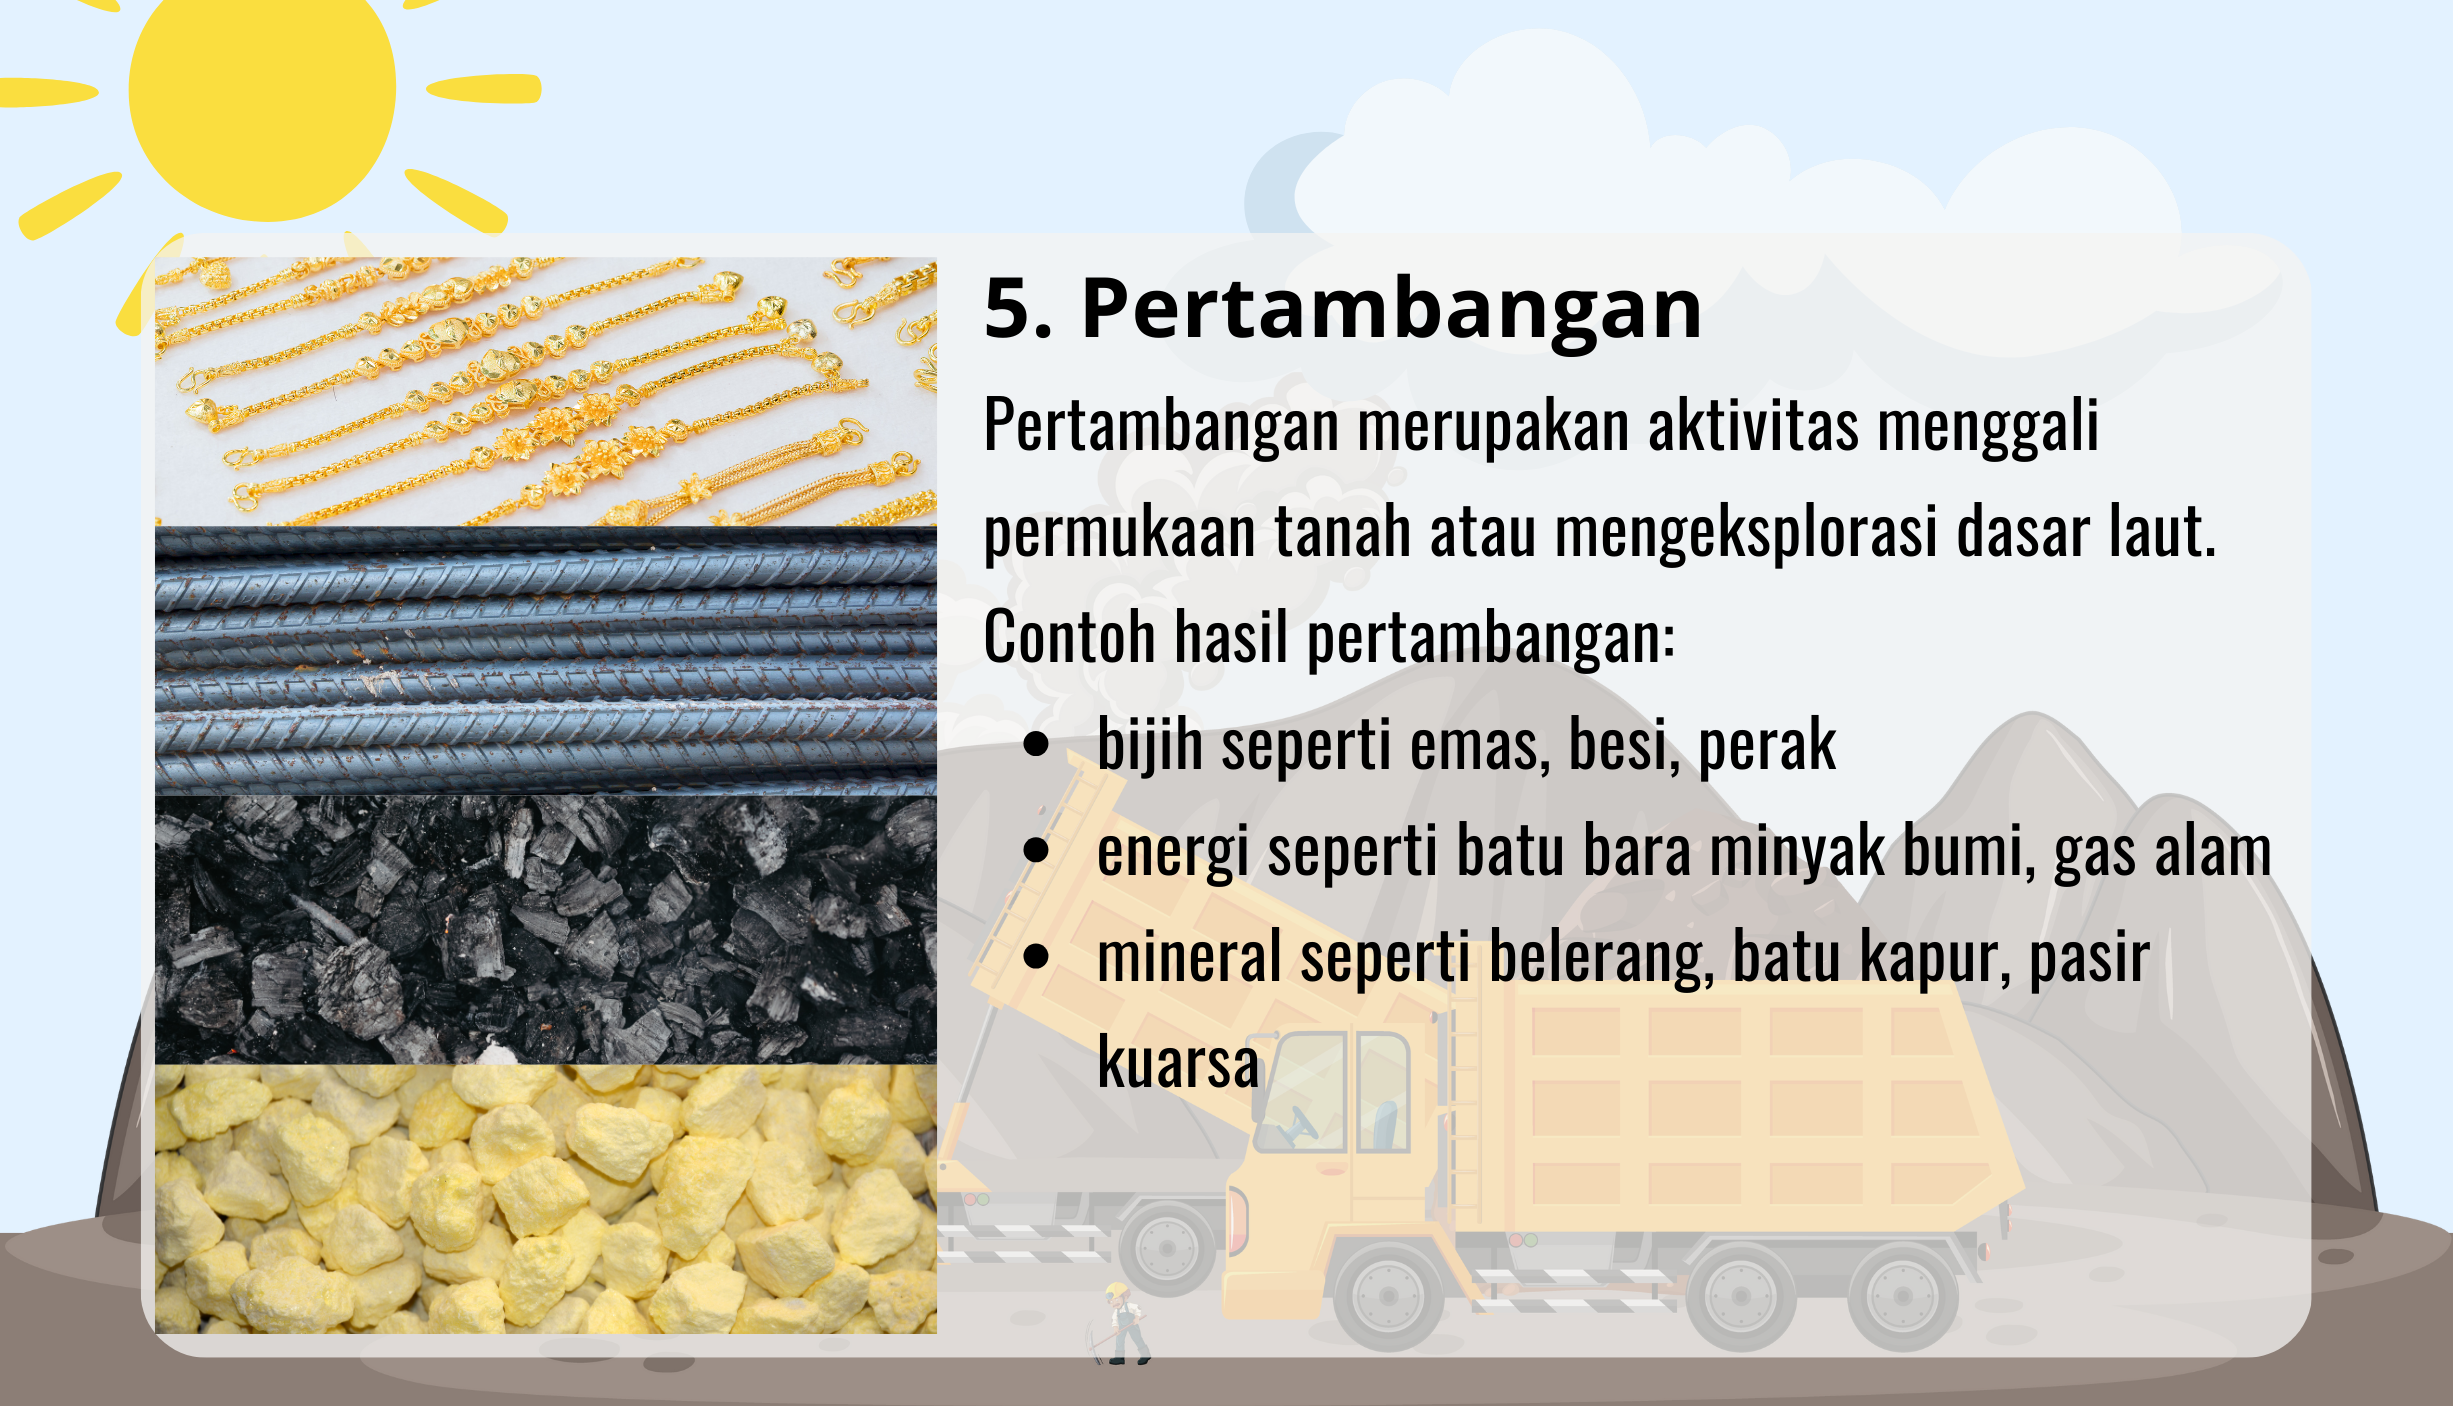 5. Pertambangan
Pertambangan merupakan aktivitas menggali
permukaan tanah atau mengeksplorasi dasar laut.
Contoh hasil pertambangan:
• bijih seperti emas, besi, perak
• energi seperti batu bara minyak bumi, gas alam
• mineral seperti belerang, batu kapur, pasir
kuarsa